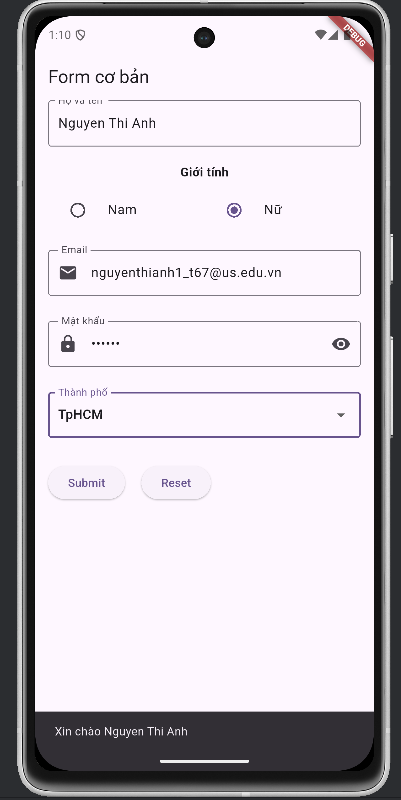 1:10
DEBUG
Form cơ bản
Họ và tên
Nguyen Thi Anh
Giới tính
Nam Nữ
Email
nguyenthianh1_t67@us.edu.vn
Mật khẩu
••••••
Thành phố
TpHCM
Submit Reset
Xin chào Nguyen Thi Anh